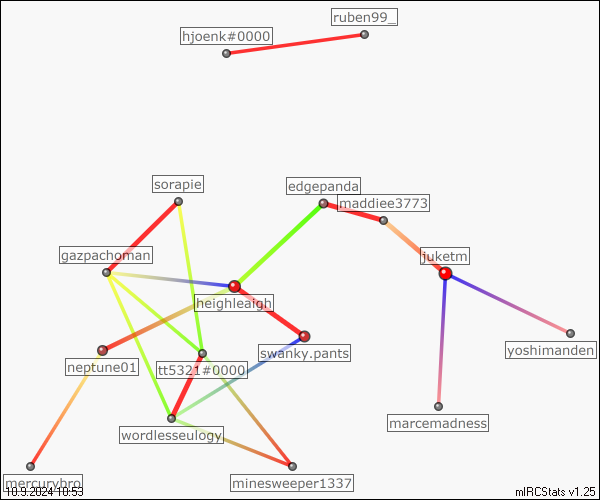 ruben99_
hjoenk#0000
sorapie
edgepanda
maddiee3773
gazpachoman
juketm
heighleargh
swanky.pants
yoshimanden
neptune01
tt5321#0000
marcemadness
wordlesseulogy
mercurybro
minesweeper1337
10.9.2024 10:53
mIRCStats v1.25